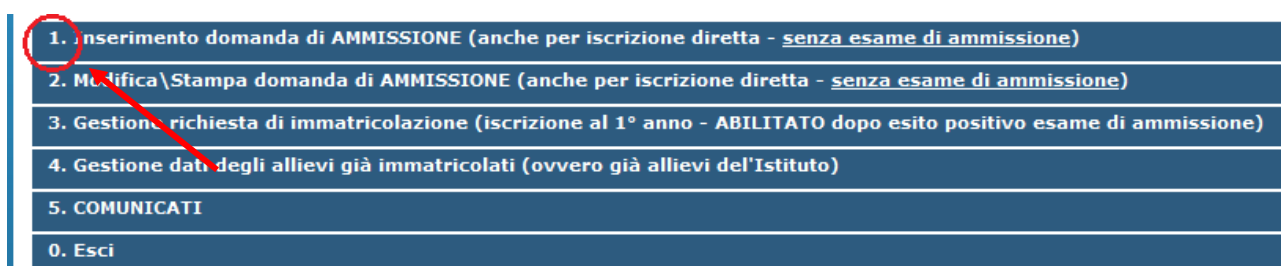 1. Inserimento domanda di AMMISSIONE (anche per iscrizione diretta - senza esame di ammissione)
2. Modifica\Stampa domanda di AMMISSIONE (anche per iscrizione diretta - senza esame di ammissione)
3. Gestione richiesta di immatricolazione (iscrizione al 1° anno - ABILITATO dopo esito positivo esame di ammissione)
4. Gestione dati degli allievi già immatricolati (ovvero già allievi del'Istituto)
5. COMUNICATI
0. Esci